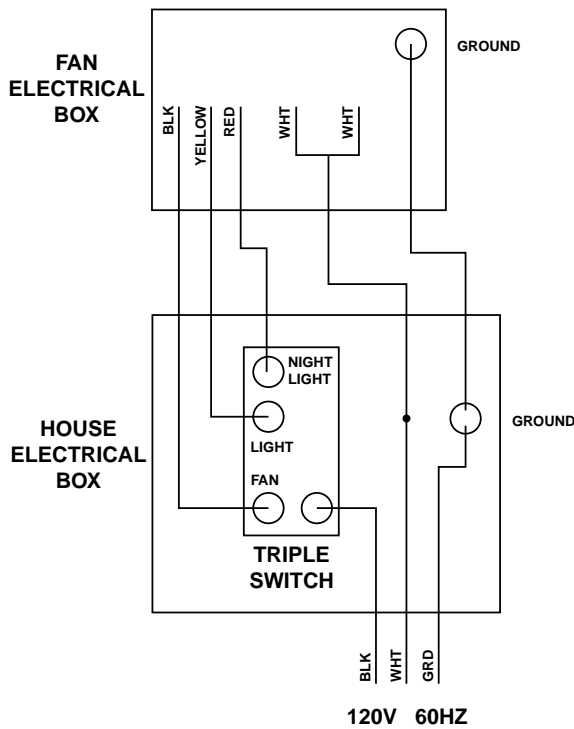 GROUND
FAN
ELECTRICAL
BOX
BLK
YELLOW
RED
WHT
WHT
NIGHT
LIGHT
HOUSE
ELECTRICAL
BOX
GROUND
LIGHT
FAN
TRIPLE
SWITCH
BLK
WHT
GRD
120V 60HZ